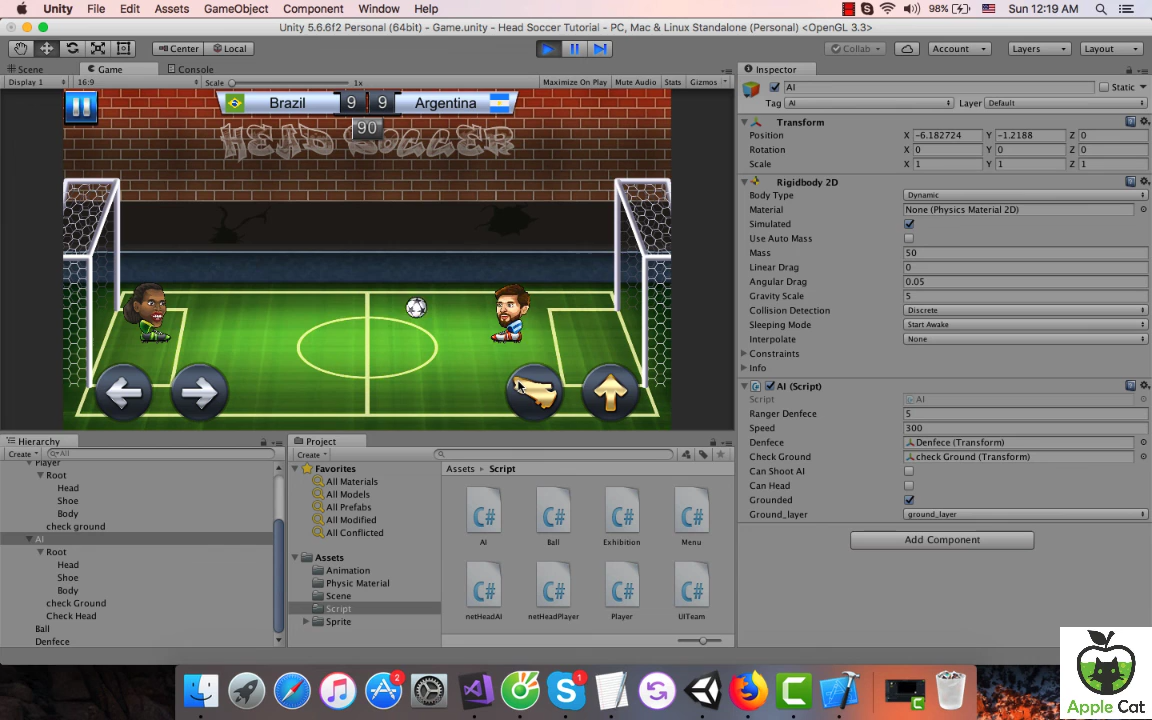 Unity File Edit Assets GameObject Component Window Help 98% Sun 12:19 AM
Unity 5.6.6f2 Personal (64bit) - Game.unity - Head Soccer Tutorial - PC, Mac & Linux Standalone (Personal) <OpenGL 3.3>
Center Local Collab Account Layers Layout
Scene Game Console
Display 1 16:9 Scale 1x Maximize On Play Mute Audio Stats Gizmos
Brazil 9 9 Argentina
90
HEAD SOCCER
Inspector
AI Static
Tag AI Layer Default
Transform
Position X -6.182724 Y -1.2188 Z 0
Rotation X 0 Y 0 Z 0
Scale X 1 Y 1 Z 1
Rigidbody 2D
Body Type Dynamic
Material None (Physics Material 2D)
Simulated
Use Auto Mass
Mass 50
Linear Drag 0
Angular Drag 0.05
Gravity Scale 5
Collision Detection Discrete
Sleeping Mode Start Awake
Interpolate None
Constraints
Info
AI (Script)
Script AI
Ranger Denfece 5
Speed 300
Denfece Denfece (Transform)
Check Ground check Ground (Transform)
Can Shoot AI
Can Head
Grounded
Ground_layer ground_layer
Add Component
Hierarchy
Create All
Player
Root
Head
Shoe
Body
check ground
AI
Root
Head
Shoe
Body
check Ground
Check Head
Ball
Denfece
Project
Create
Favorites
All Materials
All Models
All Prefabs
All Modified
All Conflicted
Assets
Animation
Physic Material
Scene
Script
Sprite
Assets Script
C# C# C# C#
AI Ball Exhibition Menu
C# C# C# C#
netHeadAI netHeadPlayer Player UITeam
2 2
Apple Cat